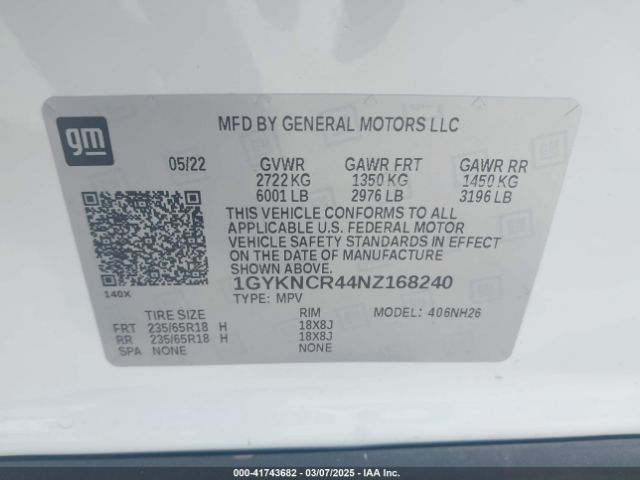 gm
MFD BY GENERAL MOTORS LLC
05/22 GVWR GAWR FRT GAWR RR
2722 KG 1350 KG 1450 KG
6001 LB 2976 LB 3196 LB
THIS VEHICLE CONFORMS TO ALL
APPLICABLE U.S. FEDERAL MOTOR
VEHICLE SAFETY STANDARDS IN EFFECT
ON THE DATE OF MANUFACTURE
SHOWN ABOVE.
140X 1GYKNCR44NZ168240
TYPE: MPV
TIRE SIZE RIM MODEL: 406NH26
FRT 235/65R18 H 18X8J
RR 235/65R18 H 18X8J
SPA NONE NONE
000-41743682 - 03/07/2025 - IAA Inc.